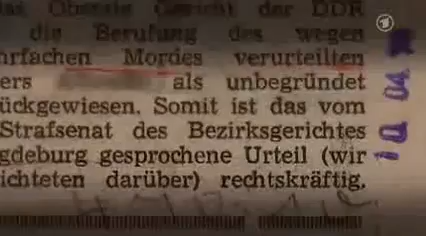 das Oberste Gericht der DDR
die Berufung des wegen
hrfachen Mordes verurteilten
ers als unbegründet
ückgewiesen. Somit ist das vom
Strafsenat des Bezirksgerichtes
gdeburg gesprochene Urteil (wir
ichteten darüber) rechtskräftig.
10 04